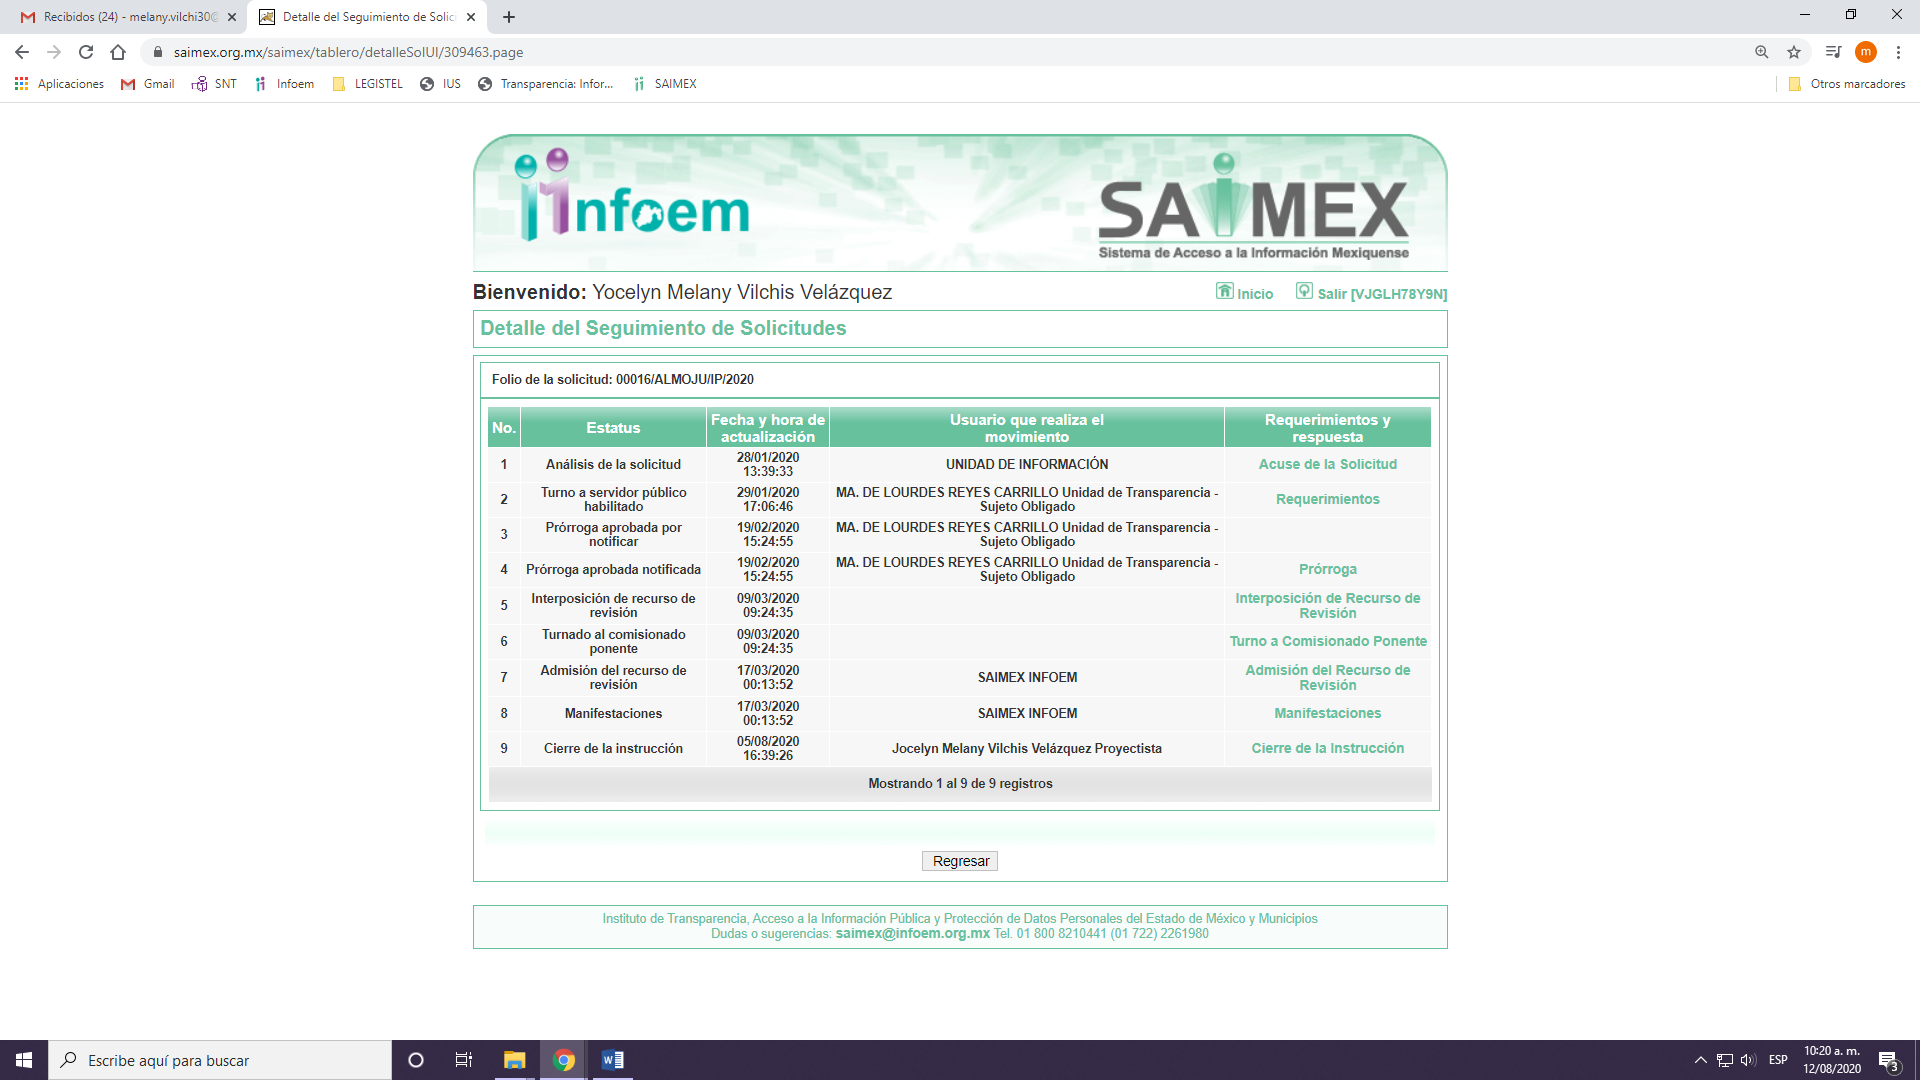 Recibidos (24) - melany.vilchi30@
Detalle del Seguimiento de Solic
saimex.org.mx/saimex/tablero/detalleSolUI/309463.page
m
Aplicaciones
Gmail
SNT
Infoem
LEGISTEL
IUS
Transparencia: Infor...
SAIMEX
Otros marcadores
infoem
SAIMEX
Sistema de Acceso a la Información Mexiquense
Bienvenido: Yocelyn Melany Vilchis Velázquez
Inicio
Salir [VJGLH78Y9N]
Detalle del Seguimiento de Solicitudes
Folio de la solicitud: 00016/ALMOJU/IP/2020
No.
Estatus
Fecha y hora de
actualización
Usuario que realiza el
movimiento
Requerimientos y
respuesta
1
Análisis de la solicitud
28/01/2020
13:39:33
UNIDAD DE INFORMACIÓN
Acuse de la Solicitud
2
Turno a servidor público
habilitado
29/01/2020
17:06:46
MA. DE LOURDES REYES CARRILLO Unidad de Transparencia -
Sujeto Obligado
Requerimientos
3
Prórroga aprobada por
notificar
19/02/2020
15:24:55
MA. DE LOURDES REYES CARRILLO Unidad de Transparencia -
Sujeto Obligado
4
Prórroga aprobada notificada
19/02/2020
15:24:55
MA. DE LOURDES REYES CARRILLO Unidad de Transparencia -
Sujeto Obligado
Prórroga
5
Interposición de recurso de
revisión
09/03/2020
09:24:35
Interposición de Recurso de
Revisión
6
Turnado al comisionado
ponente
09/03/2020
09:24:35
Turno a Comisionado Ponente
7
Admisión del recurso de
revisión
17/03/2020
00:13:52
SAIMEX INFOEM
Admisión del Recurso de
Revisión
8
Manifestaciones
17/03/2020
00:13:52
SAIMEX INFOEM
Manifestaciones
9
Cierre de la instrucción
05/08/2020
16:39:26
Jocelyn Melany Vilchis Velázquez Proyectista
Cierre de la Instrucción
Mostrando 1 al 9 de 9 registros
Regresar
Instituto de Transparencia, Acceso a la Información Pública y Protección de Datos Personales del Estado de México y Municipios
Dudas o sugerencias: saimex@infoem.org.mx Tel. 01 800 8210441 (01 722) 2261980
Escribe aquí para buscar
ESP
10:20 a. m.
12/08/2020
3